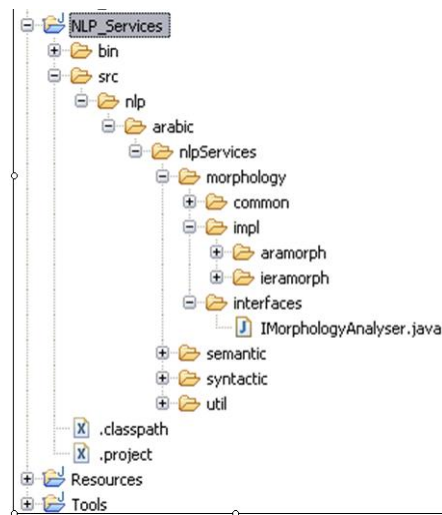 NLP_Services
bin
src
nlp
arabic
nlpServices
morphology
common
impl
aramorph
ieramorph
interfaces
IMorphologyAnalyser.java
semantic
syntactic
util
.classpath
.project
Resources
Tools